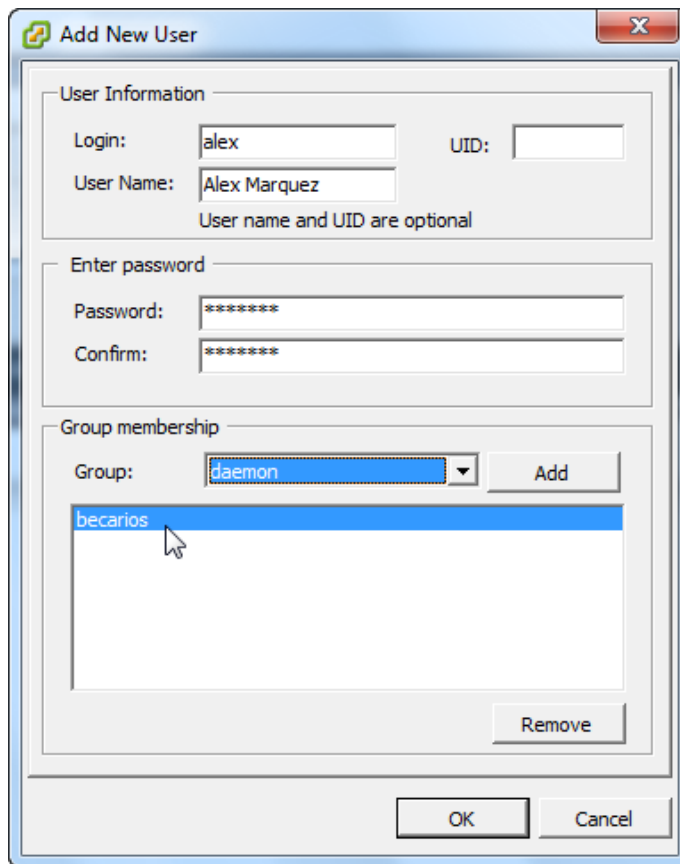 Add New User
User Information
Login: alex UID:
User Name: Alex Marquez
User name and UID are optional
Enter password
Password: *******
Confirm: *******
Group membership
Group: daemon Add
becarios
Remove
OK Cancel